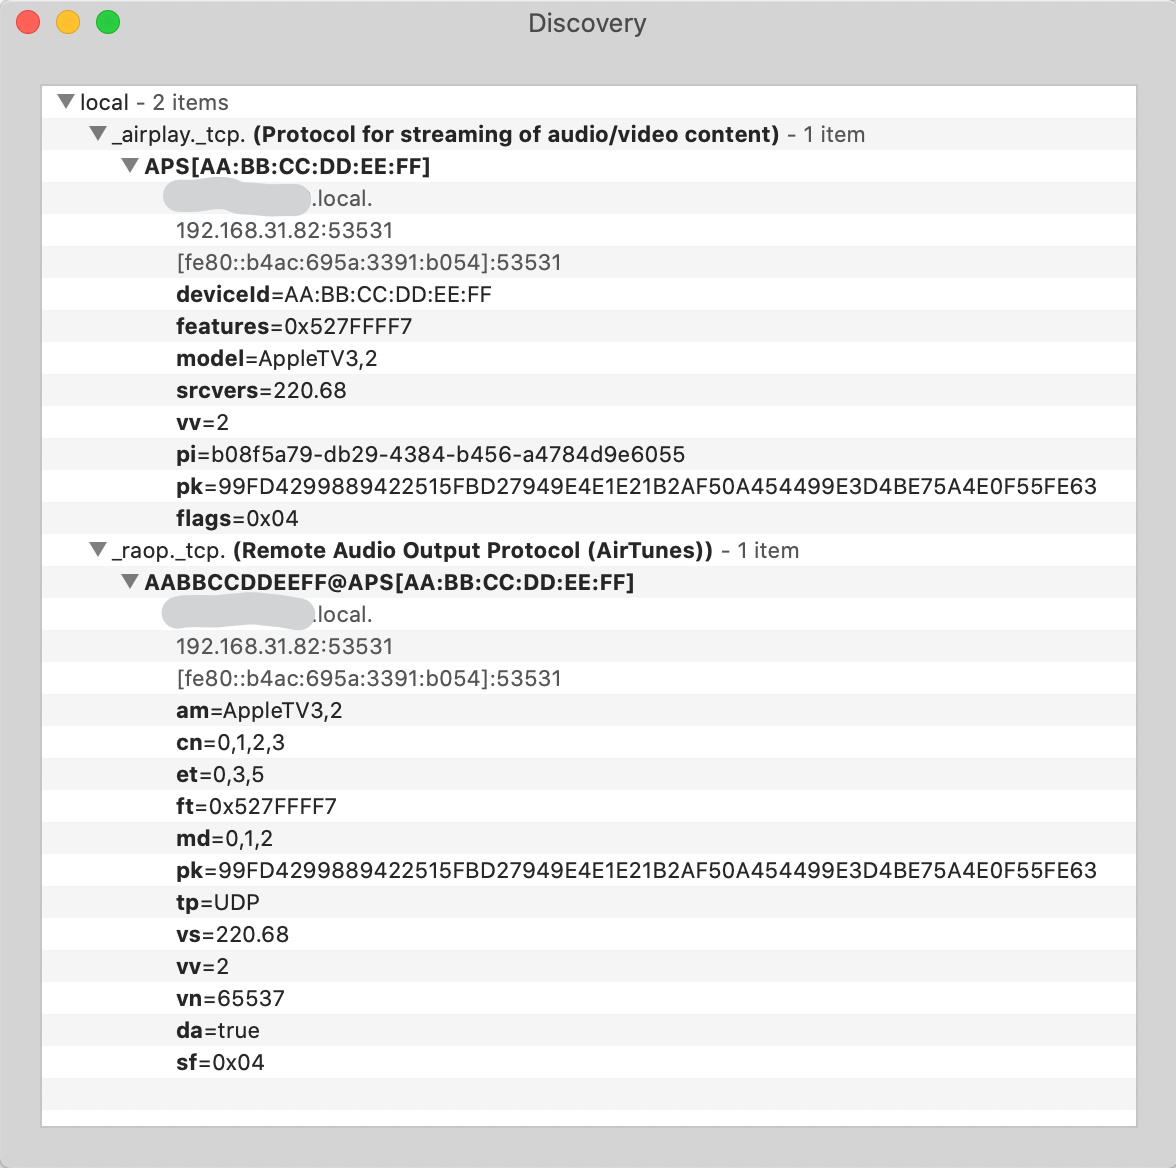 Discovery
local - 2 items
_airplay._tcp. (Protocol for streaming of audio/video content) - 1 item
APS[AA:BB:CC:DD:EE:FF]
.local.
192.168.31.82:53531
[fe80::b4ac:695a:3391:b054]:53531
deviceId=AA:BB:CC:DD:EE:FF
features=0x527FFFF7
model=AppleTV3,2
srcvers=220.68
vv=2
pi=b08f5a79-db29-4384-b456-a4784d9e6055
pk=99FD4299889422515FBD27949E4E1E21B2AF50A454499E3D4BE75A4E0F55FE63
flags=0x04
_raop._tcp. (Remote Audio Output Protocol (AirTunes)) - 1 item
AABBCCDDEEFF@APS[AA:BB:CC:DD:EE:FF]
.local.
192.168.31.82:53531
[fe80::b4ac:695a:3391:b054]:53531
am=AppleTV3,2
cn=0,1,2,3
et=0,3,5
ft=0x527FFFF7
md=0,1,2
pk=99FD4299889422515FBD27949E4E1E21B2AF50A454499E3D4BE75A4E0F55FE63
tp=UDP
vs=220.68
vv=2
vn=65537
da=true
sf=0x04